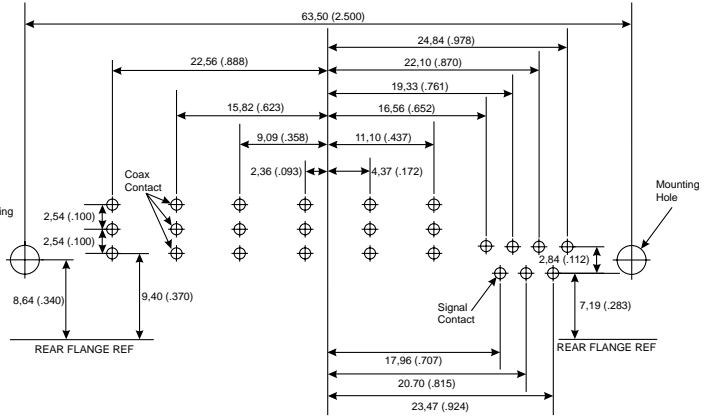 63,50 (2.500)
24,84 (.978)
22,56 (.888)
22,10 (.870)
19,33 (.761)
15,82 (.623)
16,56 (.652)
9,09 (.358)
11,10 (.437)
2,36 (.093)
4,37 (.172)
Coax
Contact
Mounting
Hole
ing
2,54 (.100)
2,54 (.100)
2,84 (.112)
8,64 (.340)
9,40 (.370)
7,19 (.283)
Signal
Contact
REAR FLANGE REF
REAR FLANGE REF
17,96 (.707)
20.70 (.815)
23,47 (.924)